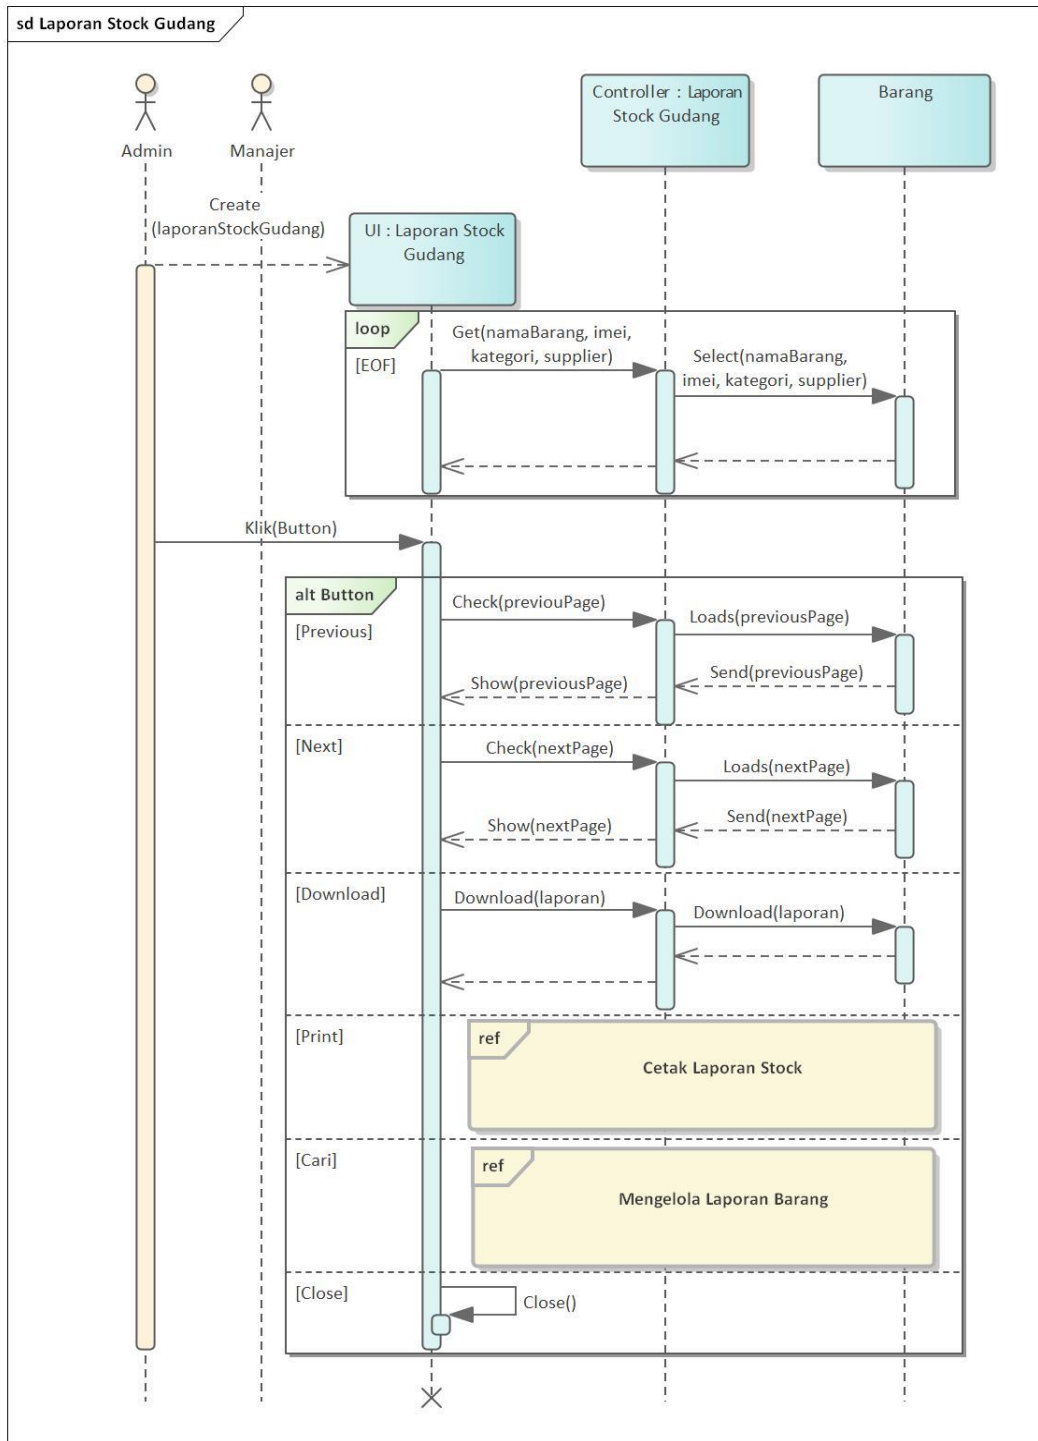 sd Laporan Stock Gudang
Admin
Manajer
Controller : Laporan
Stock Gudang
Barang
Create
(laporanStockGudang)
UI : Laporan Stock
Gudang
loop
[EOF]
Get(namaBarang, imei,
kategori, supplier)
Select(namaBarang,
imei, kategori, supplier)
Klik(Button)
alt Button
[Previous]
Check(previouPage)
Loads(previousPage)
Send(previousPage)
Show(previousPage)
[Next]
Check(nextPage)
Loads(nextPage)
Send(nextPage)
Show(nextPage)
[Download]
Download(laporan)
Download(laporan)
[Print]
ref
Cetak Laporan Stock
[Cari]
ref
Mengelola Laporan Barang
[Close]
Close()